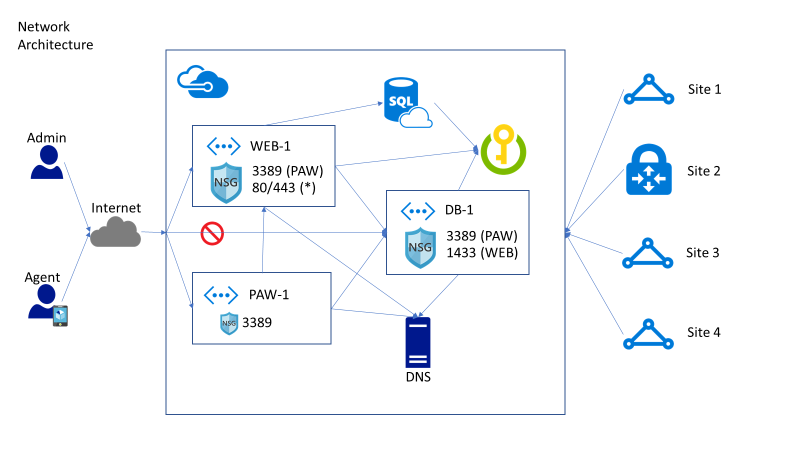 Network
Architecture
Admin
Internet
Agent
WEB-1
NSG
3389 (PAW)
80/443 (*)
SQL
DB-1
NSG
3389 (PAW)
1433 (WEB)
PAW-1
NSG
3389
DNS
Site 1
Site 2
Site 3
Site 4